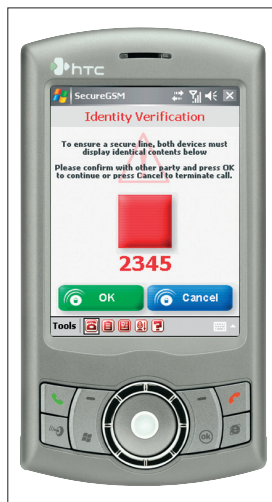 htc
SecureGSM
Identity Verification
To ensure a secure line, both devices must
display identical contents below
Please confirm with other party and press OK
to continue or press Cancel to terminate call.
2345
OK
Cancel
Tools
ok